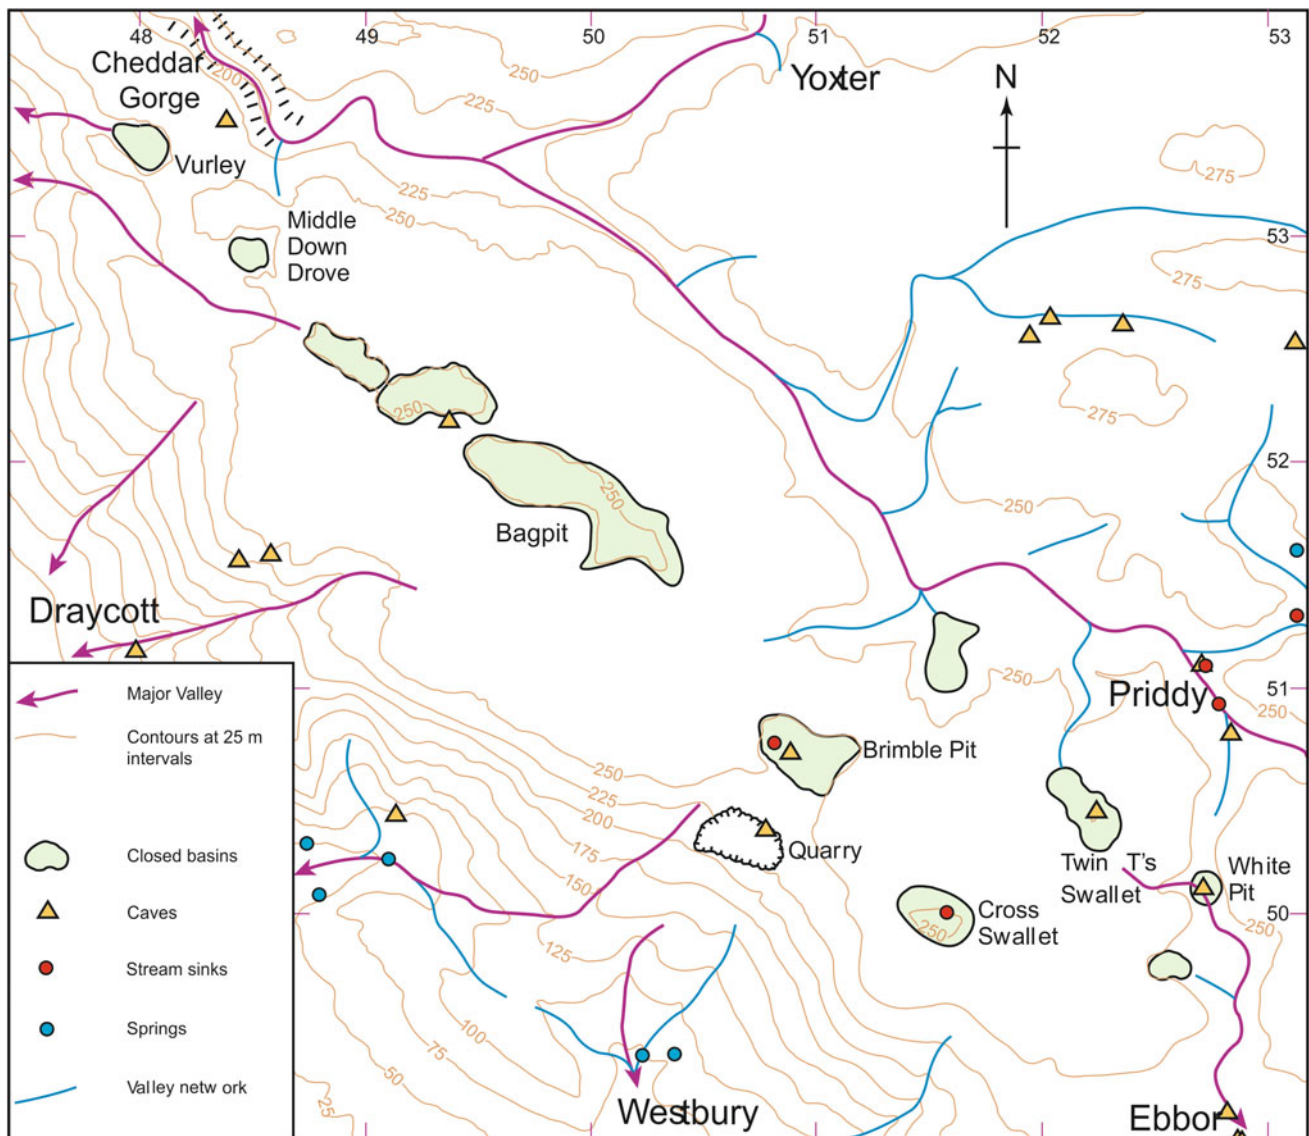 48
49
50
51
52
53
Cheddar
Gorge
200
250
225
Yoxter
N
Vurley
225
250
275
Middle
Down
Drove
53
275
250
275
52
250
250
Bagpit
Draycott
250
51
Priddy
250
Brimble Pit
250
225
200
175
150
Quarry
Twin T's
Swallet
White
Pit
Cross
Swallet
250
50
250
125
100
75
50
25
Westbury
Ebbor
Major Valley
Contours at 25 m
intervals
Closed basins
Caves
Stream sinks
Springs
Valley netw ork